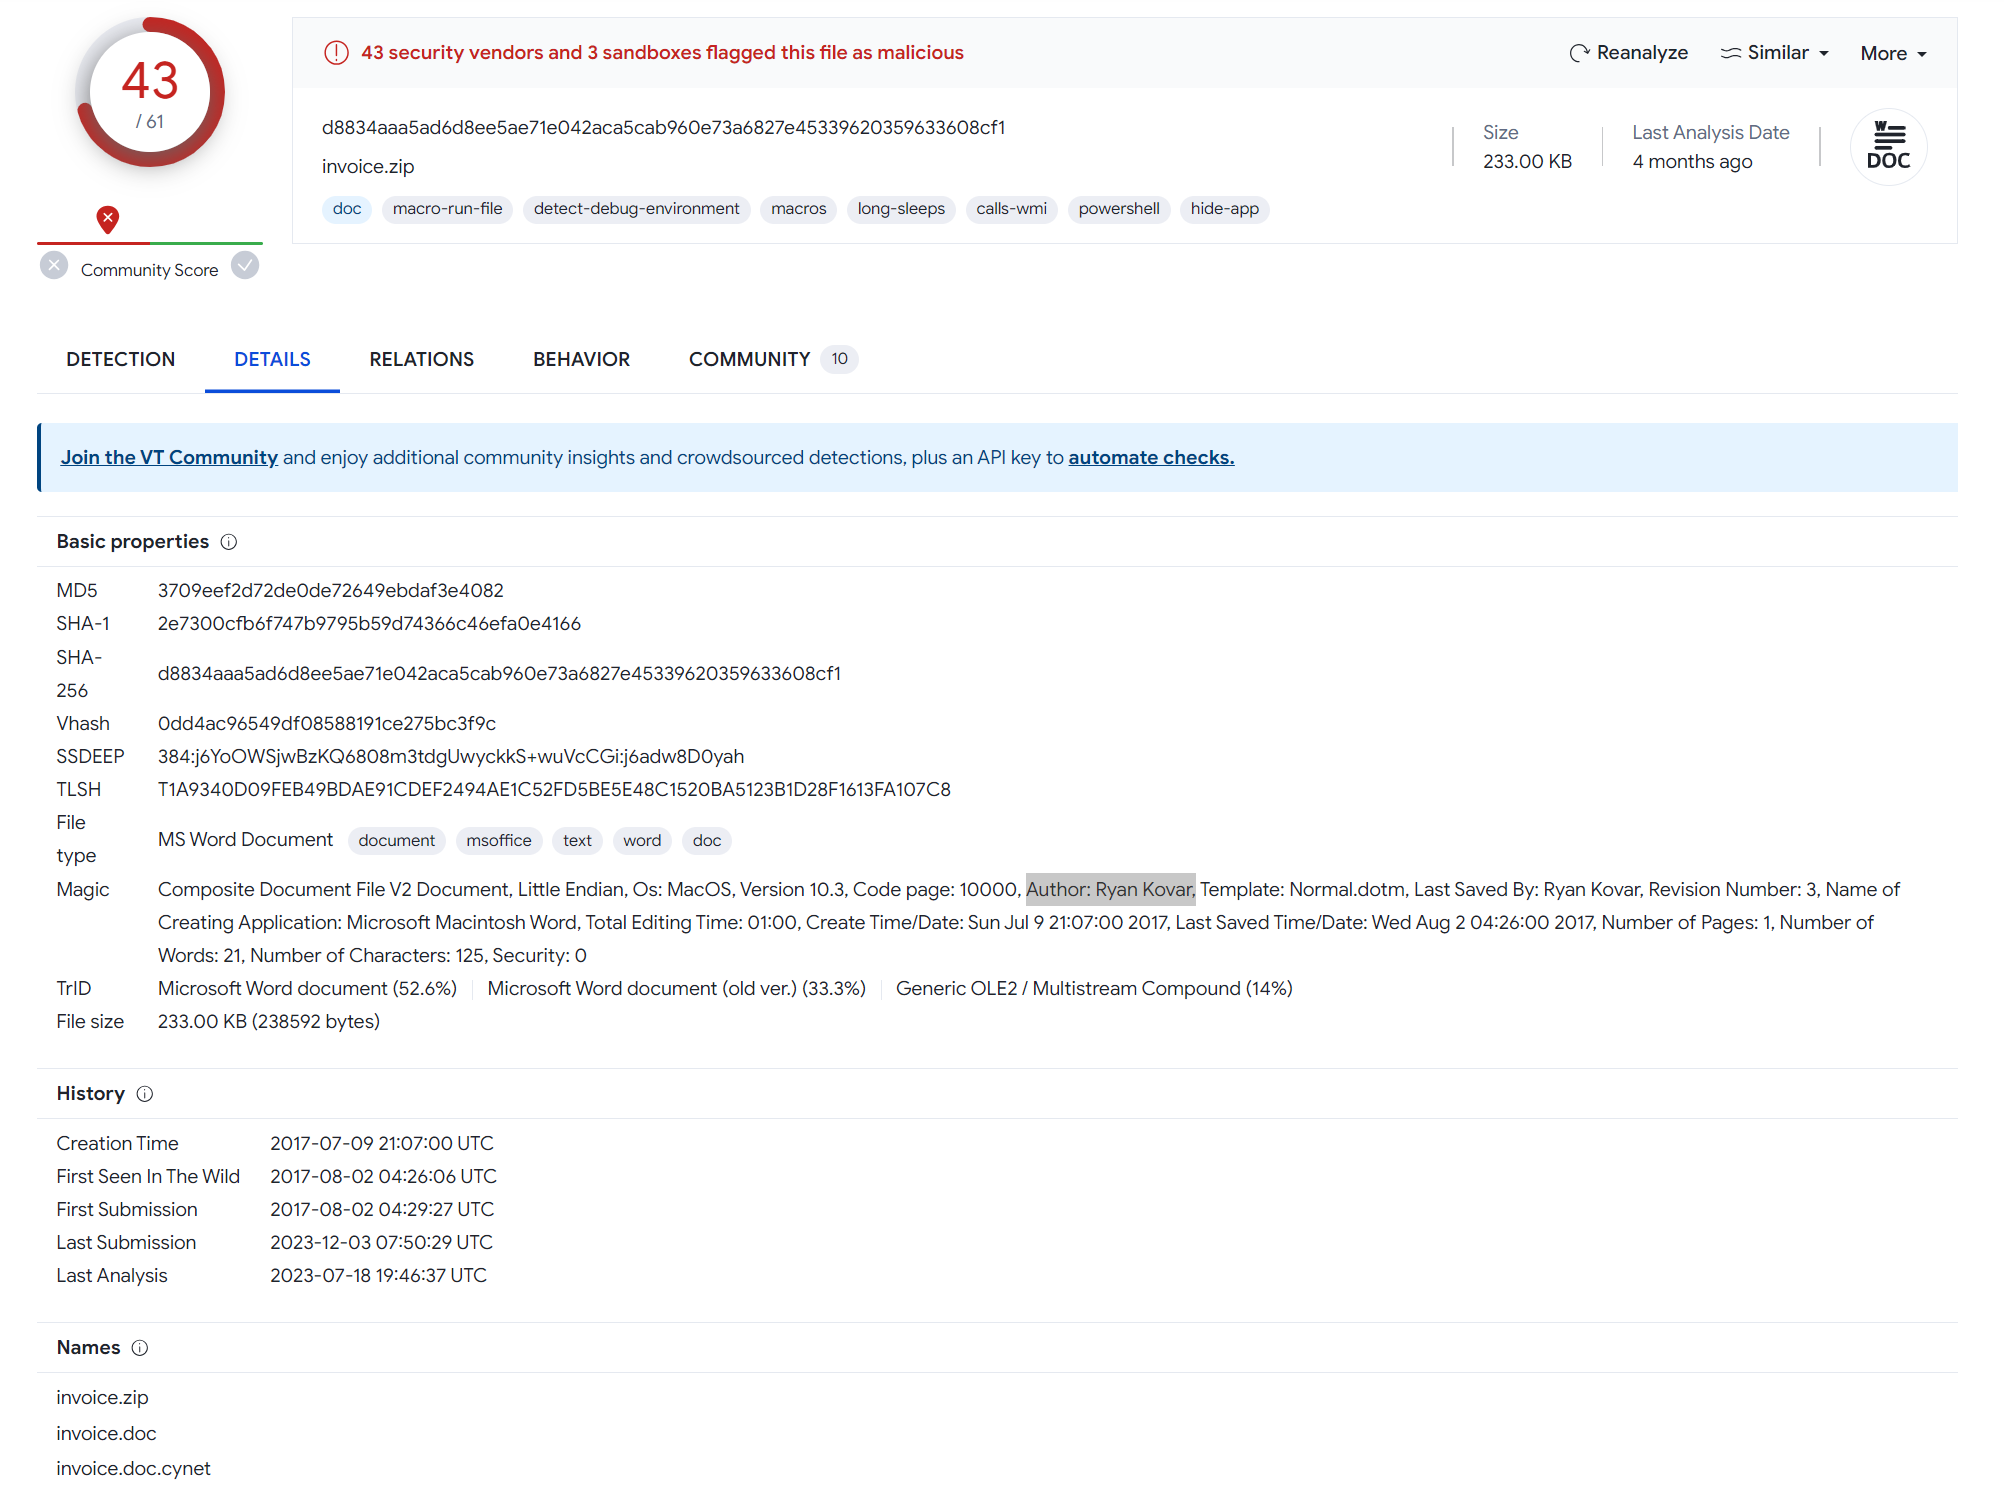 43
/ 61
Community Score
43 security vendors and 3 sandboxes flagged this file as malicious
Reanalyze Similar More
d8834aaa5ad6d8ee5ae71e042aca5cab960e73a6827e45339620359633608cf1
invoice.zip
doc macro-run-file detect-debug-environment macros long-sleeps calls-wmi powershell hide-app
Size
233.00 KB
Last Analysis Date
4 months ago
W
DOC
DETECTION DETAILS RELATIONS BEHAVIOR COMMUNITY 10
Join the VT Community and enjoy additional community insights and crowdsourced detections, plus an API key to automate checks.
Basic properties
MD5 3709eef2d72de0de72649ebdaf3e4082
SHA-1 2e7300cfb6f747b9795b59d74366c46efa0e4166
SHA-
256
d8834aaa5ad6d8ee5ae71e042aca5cab960e73a6827e45339620359633608cf1
Vhash 0dd4ac96549df08588191ce275bc3f9c
SSDEEP 384:j6YoOWSjwBzKQ6808m3tdgUwyckkS+wuVcCGi:j6adw8D0yah
TLSH T1A9340D09FEB49BDAE91CDEF2494AE1C52FD5BE5E48C1520BA5123B1D28F1613FA107C8
File
type
MS Word Document document msoffice text word doc
Magic Composite Document File V2 Document, Little Endian, Os: MacOS, Version 10.3, Code page: 10000, Author: Ryan Kovar, Template: Normal.dotm, Last Saved By: Ryan Kovar, Revision Number: 3, Name of
Creating Application: Microsoft Macintosh Word, Total Editing Time: 01:00, Create Time/Date: Sun Jul 9 21:07:00 2017, Last Saved Time/Date: Wed Aug 2 04:26:00 2017, Number of Pages: 1, Number of
Words: 21, Number of Characters: 125, Security: 0
TrID Microsoft Word document (52.6%) Microsoft Word document (old ver.) (33.3%) Generic OLE2 / Multistream Compound (14%)
File size 233.00 KB (238592 bytes)
History
Creation Time 2017-07-09 21:07:00 UTC
First Seen In The Wild 2017-08-02 04:26:06 UTC
First Submission 2017-08-02 04:29:27 UTC
Last Submission 2023-12-03 07:50:29 UTC
Last Analysis 2023-07-18 19:46:37 UTC
Names
invoice.zip
invoice.doc
invoice.doc.cynet